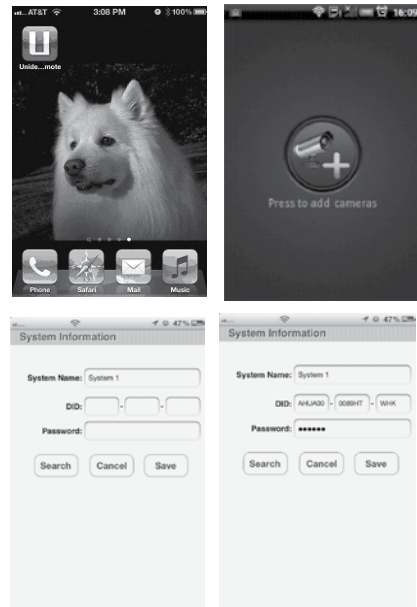 AT&T 3:08 PM 100%
U
Unide...mote
Phone Safari Mail Music
16:09
Press to add cameras
47%
System Information
System Name: System 1
DID: - -
Password:
Search Cancel Save
47%
System Information
System Name: System 1
DID: AHUA00 - 0089HT - WHK
Password: ••••••
Search Cancel Save